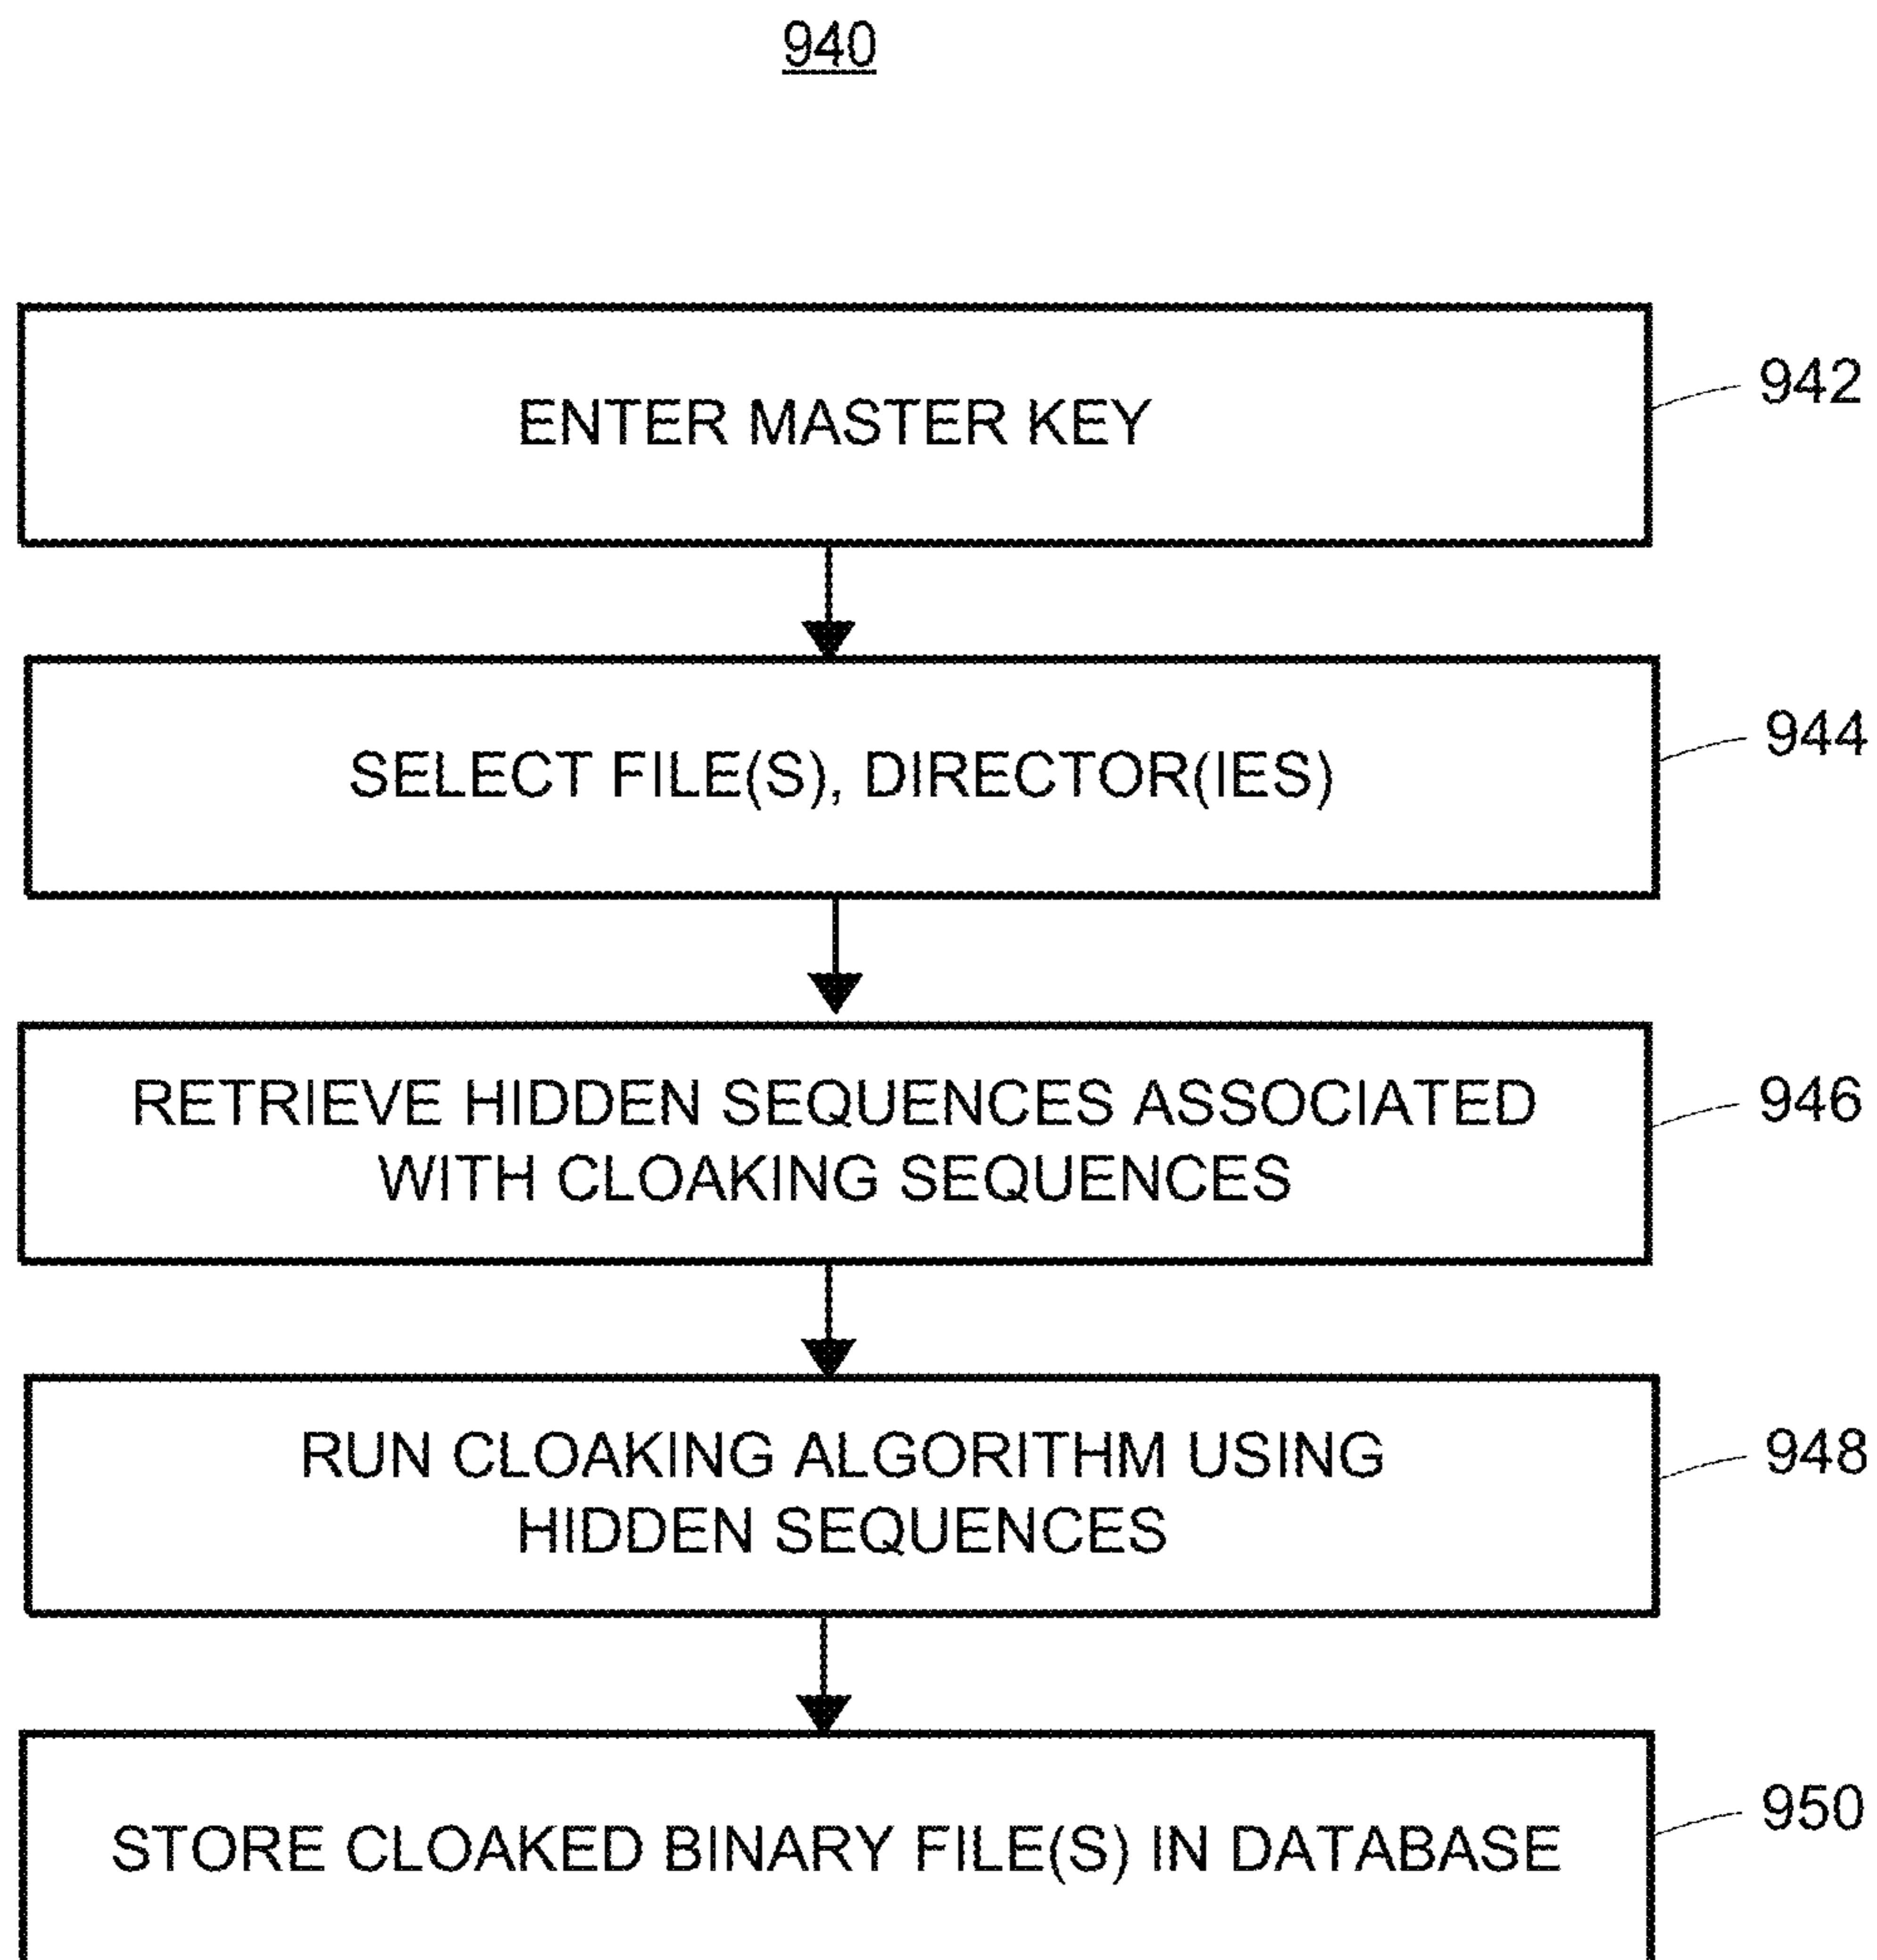 940
ENTER MASTER KEY
942
SELECT FILE(S), DIRECTOR(IES)
944
RETRIEVE HIDDEN SEQUENCES ASSOCIATED
WITH CLOAKING SEQUENCES
946
RUN CLOAKING ALGORITHM USING
HIDDEN SEQUENCES
948
STORE CLOAKED BINARY FILE(S) IN DATABASE
950